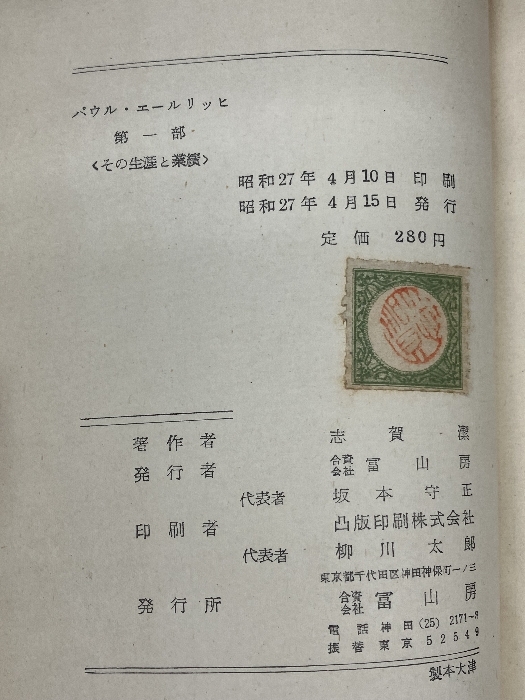 パウル・エールリッヒ
第一部
<その生涯と業績>
昭和27年 4月10日 印刷
昭和27年 4月15日 発行
定価 280円
著作者 志賀潔
発行者 合資会社 冨山房
代表者 坂本守正
印刷者 凸版印刷株式会社
代表者 柳川太郎
東京都千代田区神田神保町一ノ三
発行所 合資会社 冨山房
電話神田(25)2171~8
振替東京 52549
製本大津